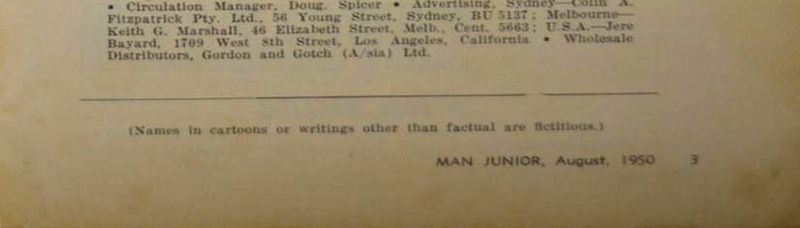 • Circulation Manager, Doug. Spicer • Advertising, Sydney—Colin A.
Fitzpatrick Pty. Ltd., 56 Young Street, Sydney, BU 5137; Melbourne—
Keith G. Marshall, 46 Elizabeth Street, Melb., Cent. 5663; U.S.A.—Jere
Bayard, 1709 West 8th Street, Los Angeles, California • Wholesale
Distributors, Gordon and Gotch (A/sia) Ltd.
(Names in cartoons or writings other than factual are fictitious.)
MAN JUNIOR, August, 1950 3